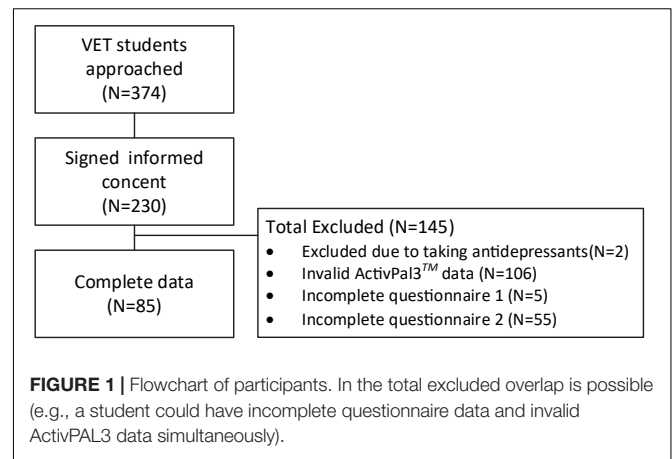 VET students
approached
(N=374)
Signed informed
concent
(N=230)
Total Excluded (N=145)
• Excluded due to taking antidepressants(N=2)
• Invalid ActivPal3TM data (N=106)
• Incomplete questionnaire 1 (N=5)
• Incomplete questionnaire 2 (N=55)
Complete data
(N=85)
FIGURE 1 | Flowchart of participants. In the total excluded overlap is possible
(e.g., a student could have incomplete questionnaire data and invalid
ActivPAL3 data simultaneously).